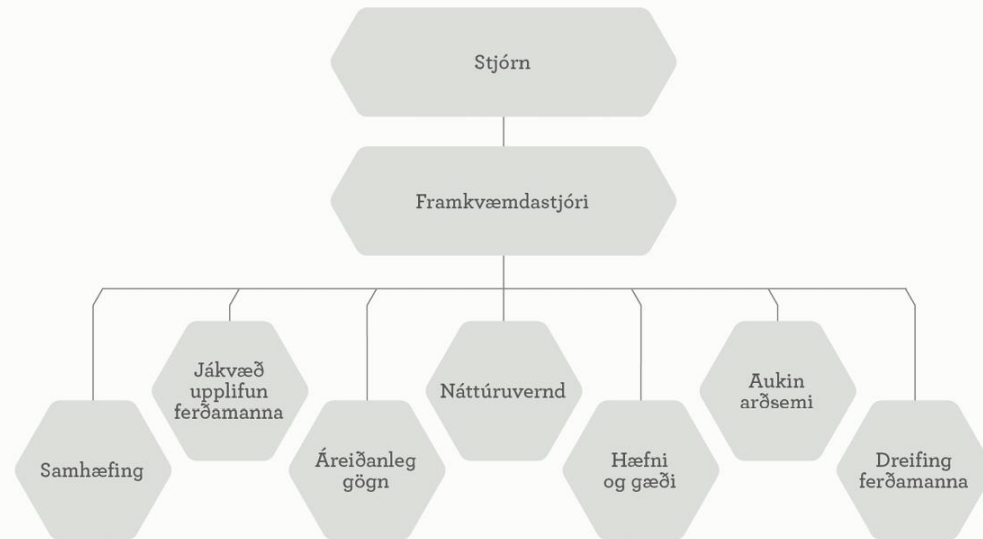 Stjórn
Framkvæmdastjóri
Samhæfing
Jákvæð
upplifun
ferðamanna
Áreiðanleg
gögn
Náttúruvernd
Hæfni
og gæði
Aukin
arðsemi
Dreifing
ferðamanna